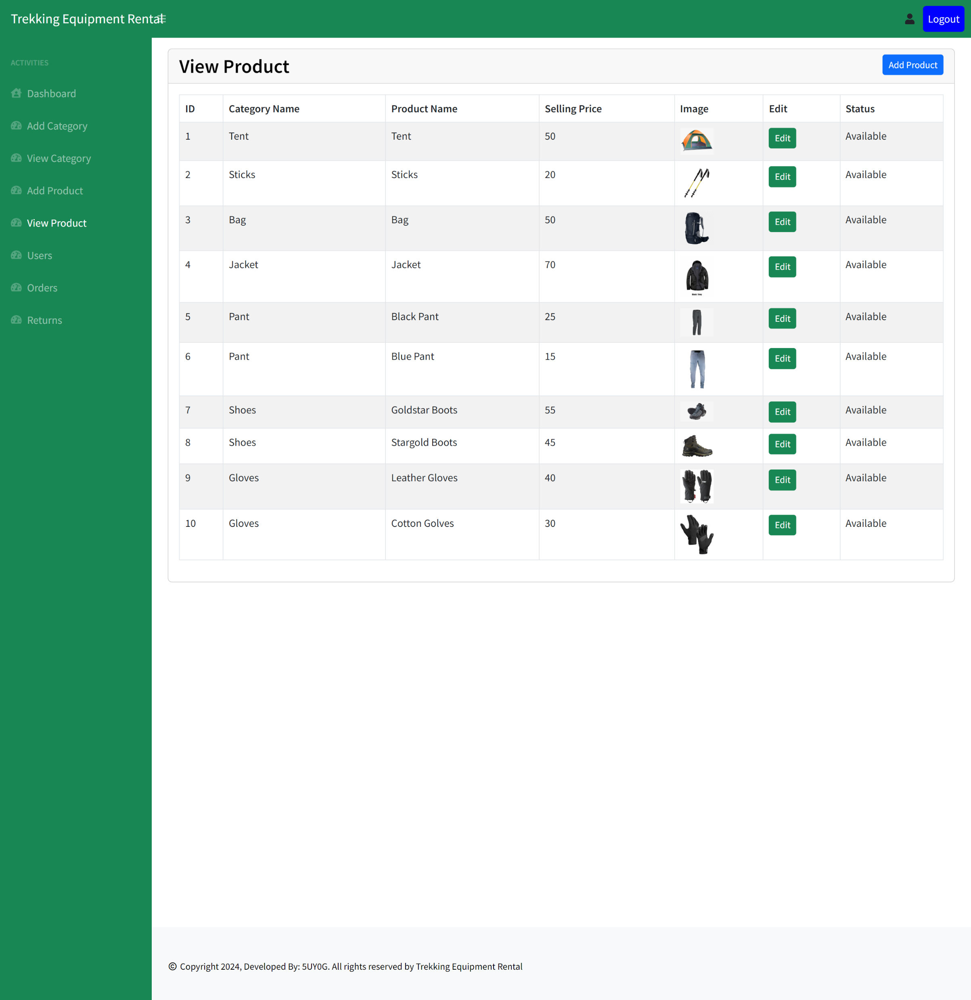 Trekking Equipment Rental
Logout
ACTIVITIES
Dashboard
Add Category
View Category
Add Product
View Product
Users
Orders
Returns
View Product
Add Product
ID Category Name Product Name Selling Price Image Edit Status
1 Tent Tent 50 Edit Available
2 Sticks Sticks 20 Edit Available
3 Bag Bag 50 Edit Available
4 Jacket Jacket 70 Edit Available
Black / Grey
5 Pant Black Pant 25 Edit Available
6 Pant Blue Pant 15 Edit Available
7 Shoes Goldstar Boots 55 Edit Available
8 Shoes Stargold Boots 45 Edit Available
9 Gloves Leather Gloves 40 Edit Available
10 Gloves Cotton Golves 30 Edit Available
© Copyright 2024, Developed By: 5UY0G. All rights reserved by Trekking Equipment Rental